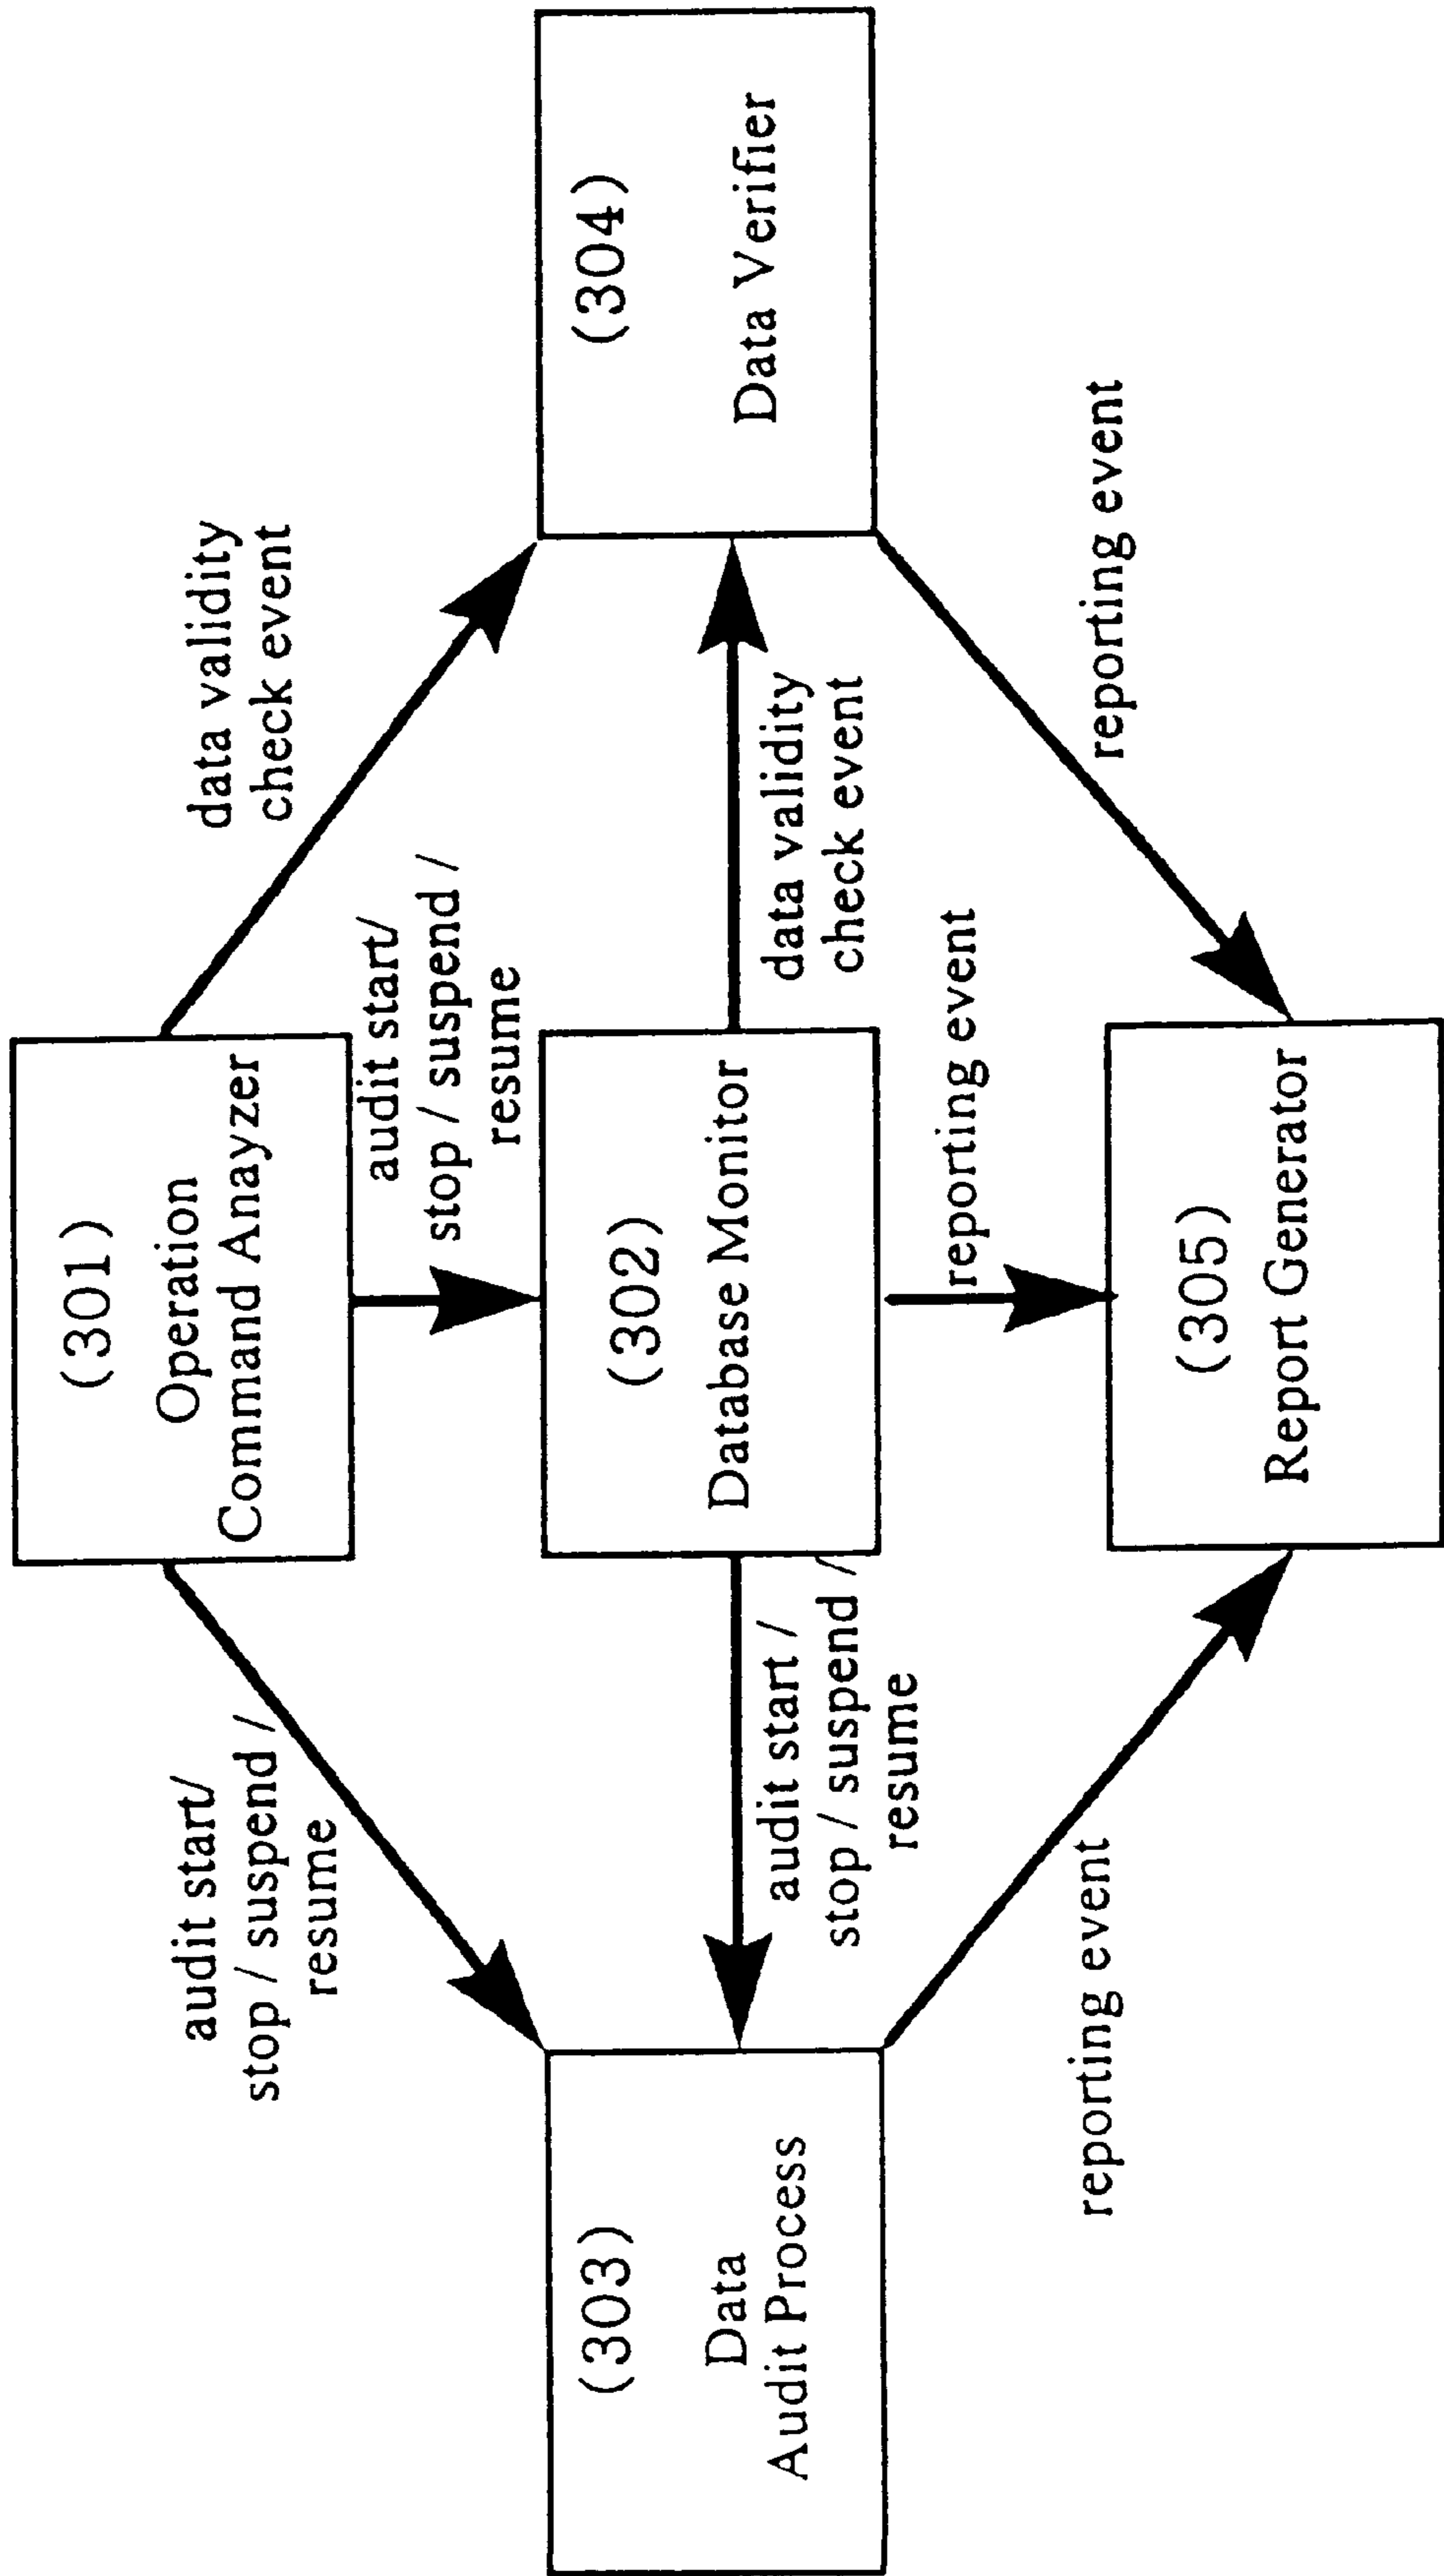 (301)
Operation
Command Anayzer
audit start/
stop / suspend /
resume
audit start/
stop / suspend /
resume
data validity
check event
(303)
Data
Audit Process
audit start /
stop / suspend /
resume
(302)
Database Monitor
data validity
check event
(304)
Data Verifier
reporting event
reporting event
reporting event
(305)
Report Generator